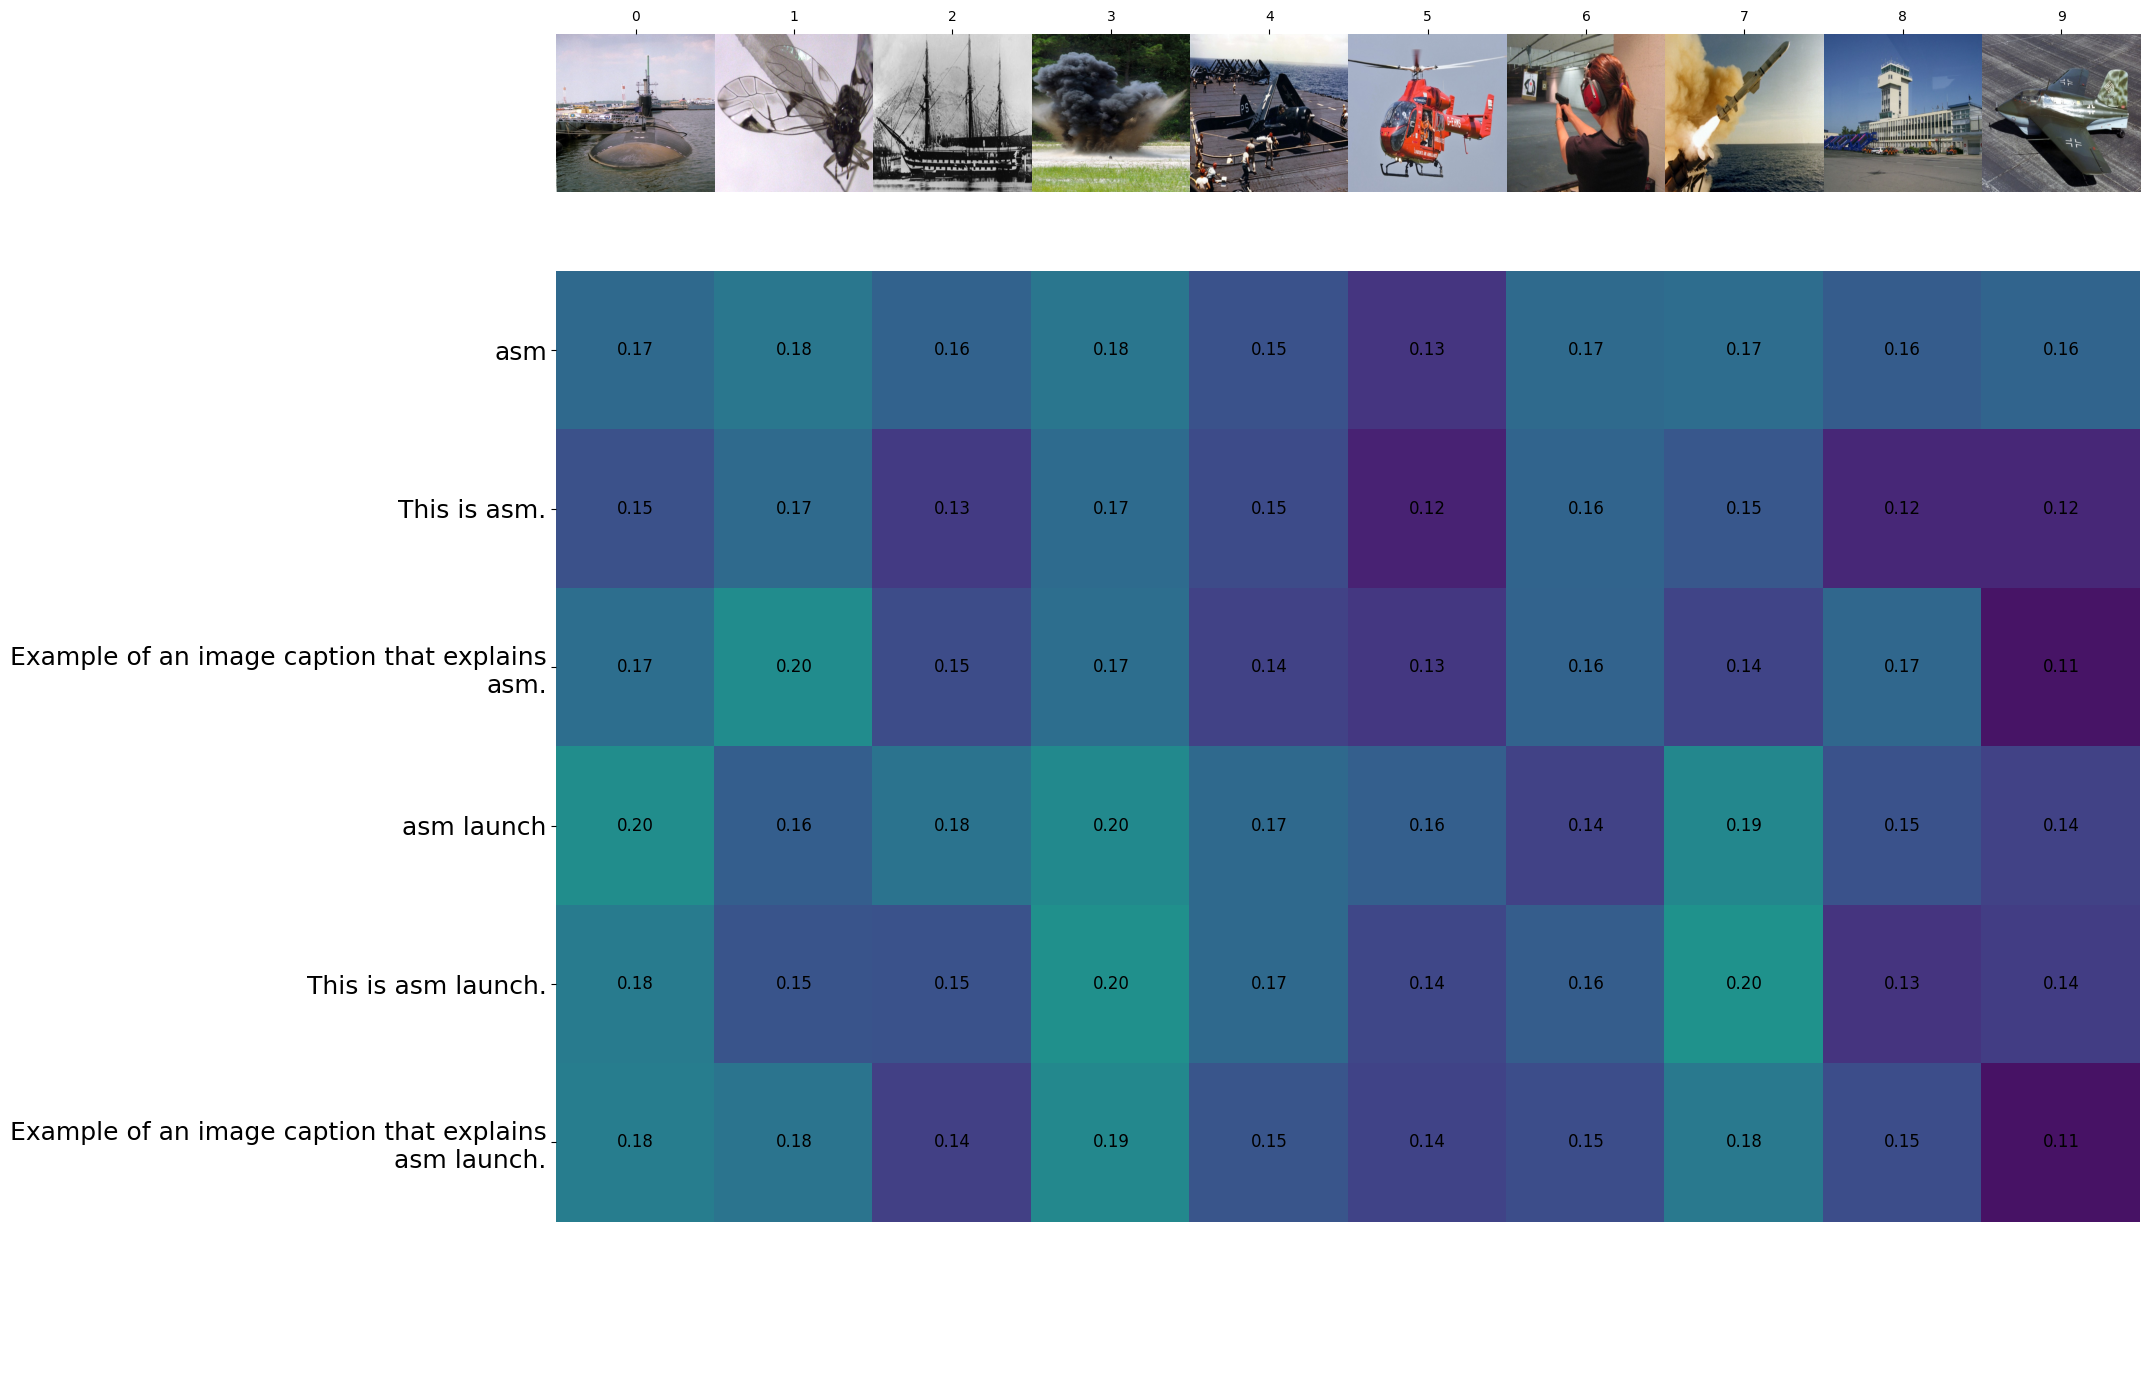 0 1 2 3 4 5 6 7 8 9
asm
0.17 0.18 0.16 0.18 0.15 0.13 0.17 0.17 0.16 0.16
This is asm.
0.15 0.17 0.13 0.17 0.15 0.12 0.16 0.15 0.12 0.12
Example of an image caption that explains
asm.
0.17 0.20 0.15 0.17 0.14 0.13 0.16 0.14 0.17 0.11
asm launch
0.20 0.16 0.18 0.20 0.17 0.16 0.14 0.19 0.15 0.14
This is asm launch.
0.18 0.15 0.15 0.20 0.17 0.14 0.16 0.20 0.13 0.14
Example of an image caption that explains
asm launch.
0.18 0.18 0.14 0.19 0.15 0.14 0.15 0.18 0.15 0.11